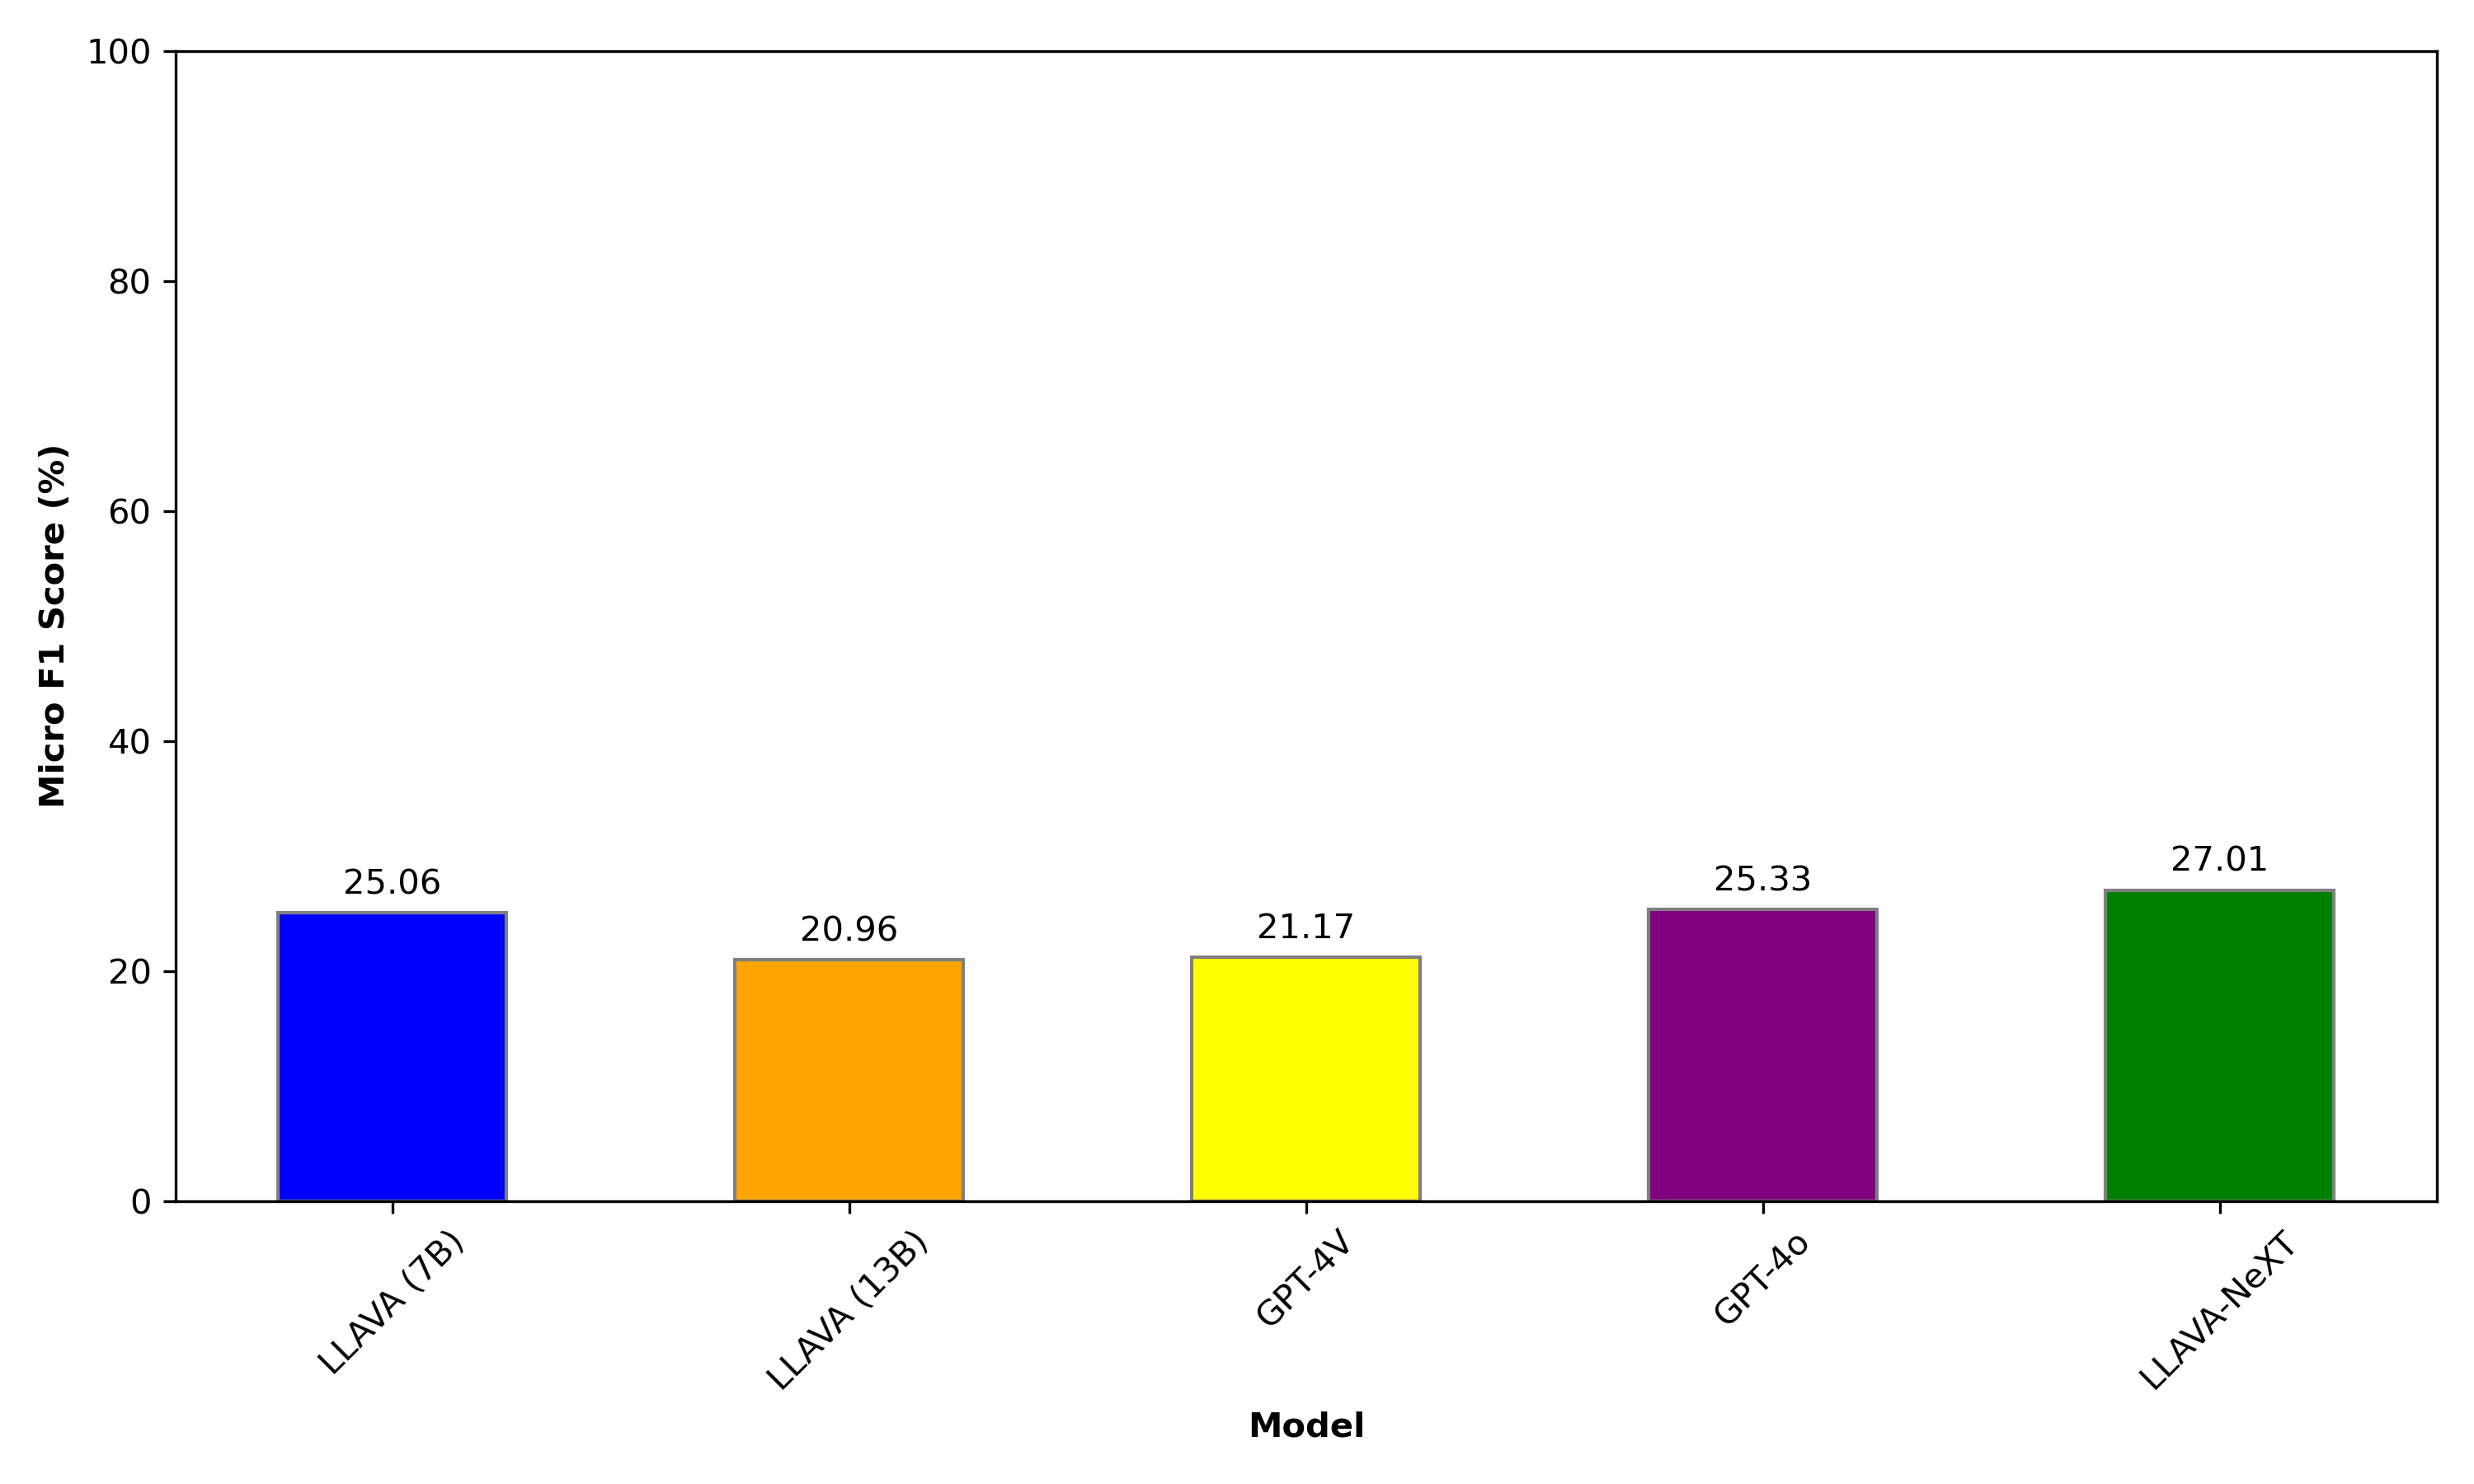 Micro F1 Score (%)
100
80
60
40
20
0
25.06
20.96
21.17
25.33
27.01
LLAVA (7B)
LLAVA (13B)
GPT-4V
GPT-4o
LLAVA-NeXT
Model